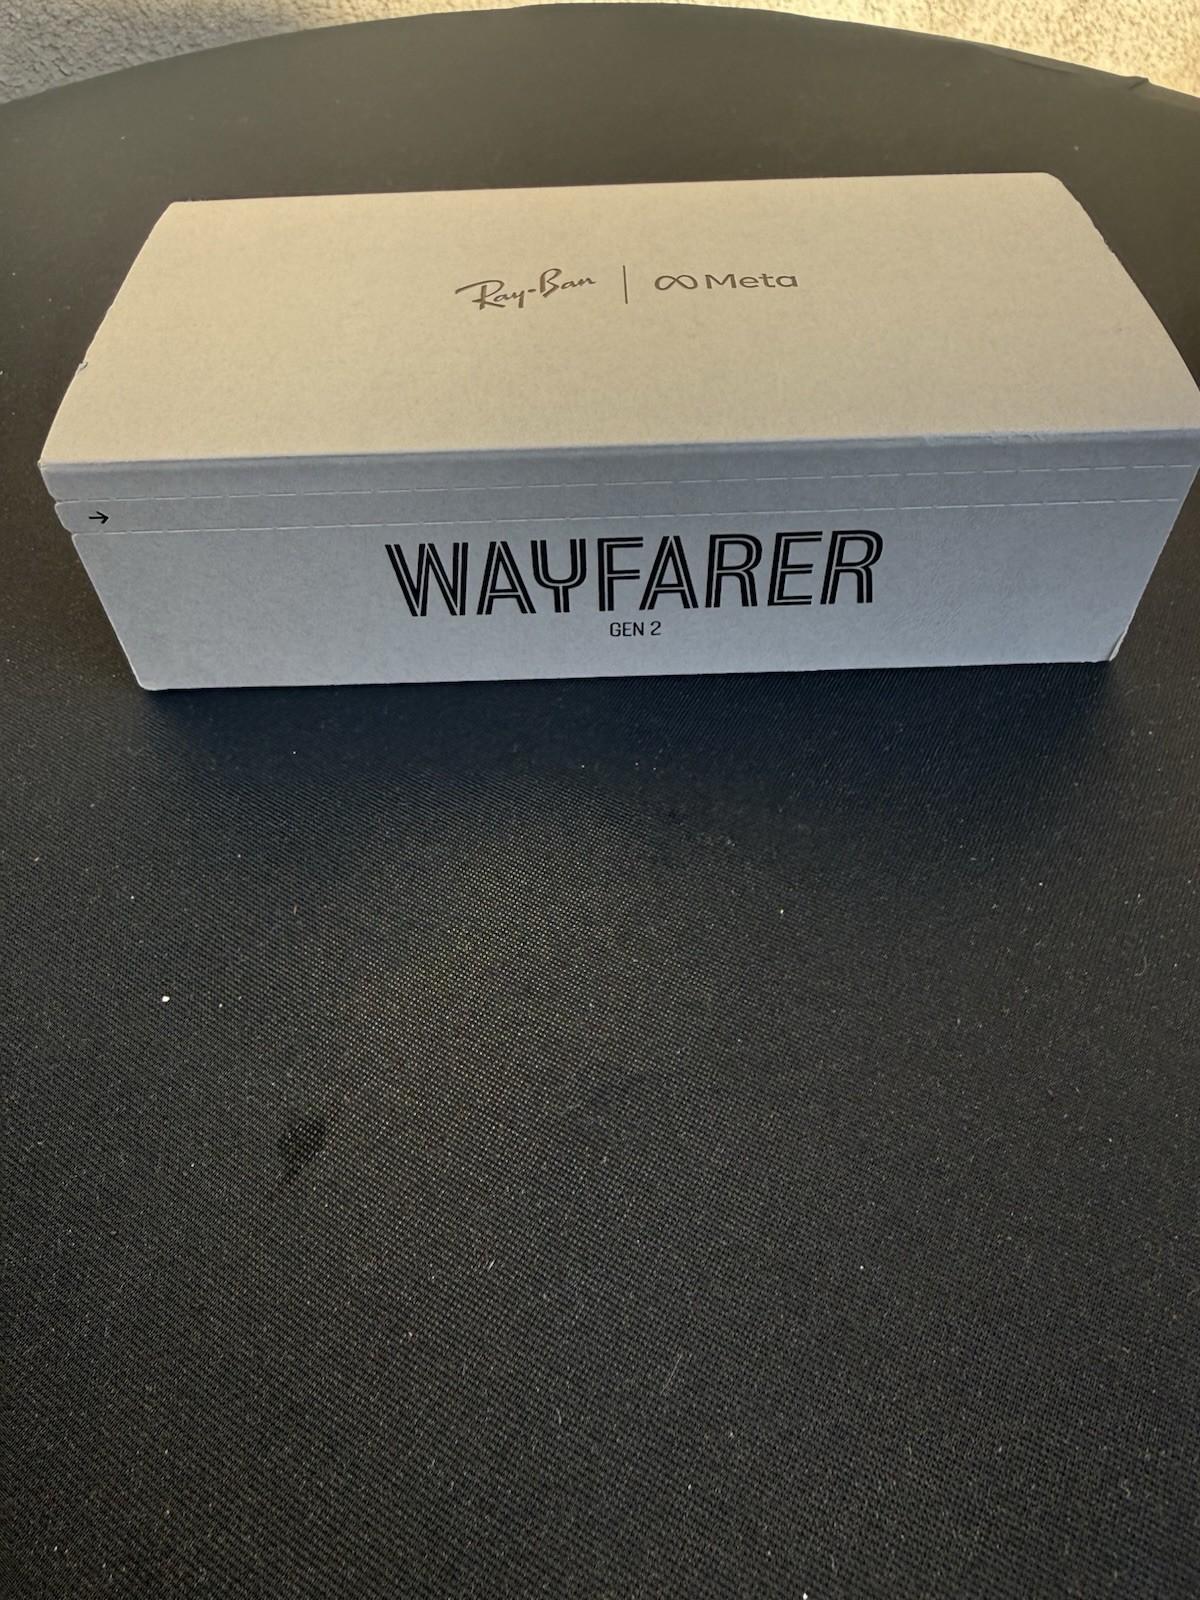 Ray-Ban | Meta
→
WAYFARER
GEN 2